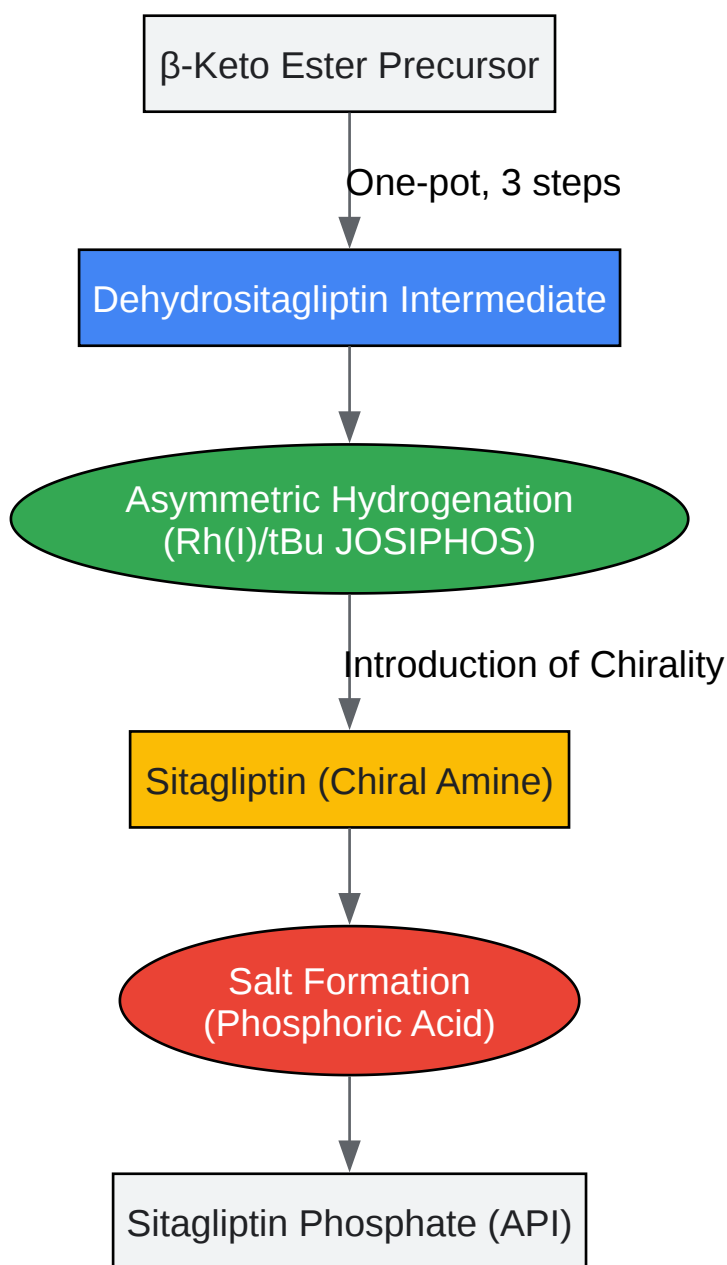 β-Keto Ester Precursor
One-pot, 3 steps
Dehydrositagliptin Intermediate
Asymmetric Hydrogenation
(Rh(I)/tBu JOSIPHOS)
Introduction of Chirality
Sitagliptin (Chiral Amine)
Salt Formation
(Phosphoric Acid)
Sitagliptin Phosphate (API)